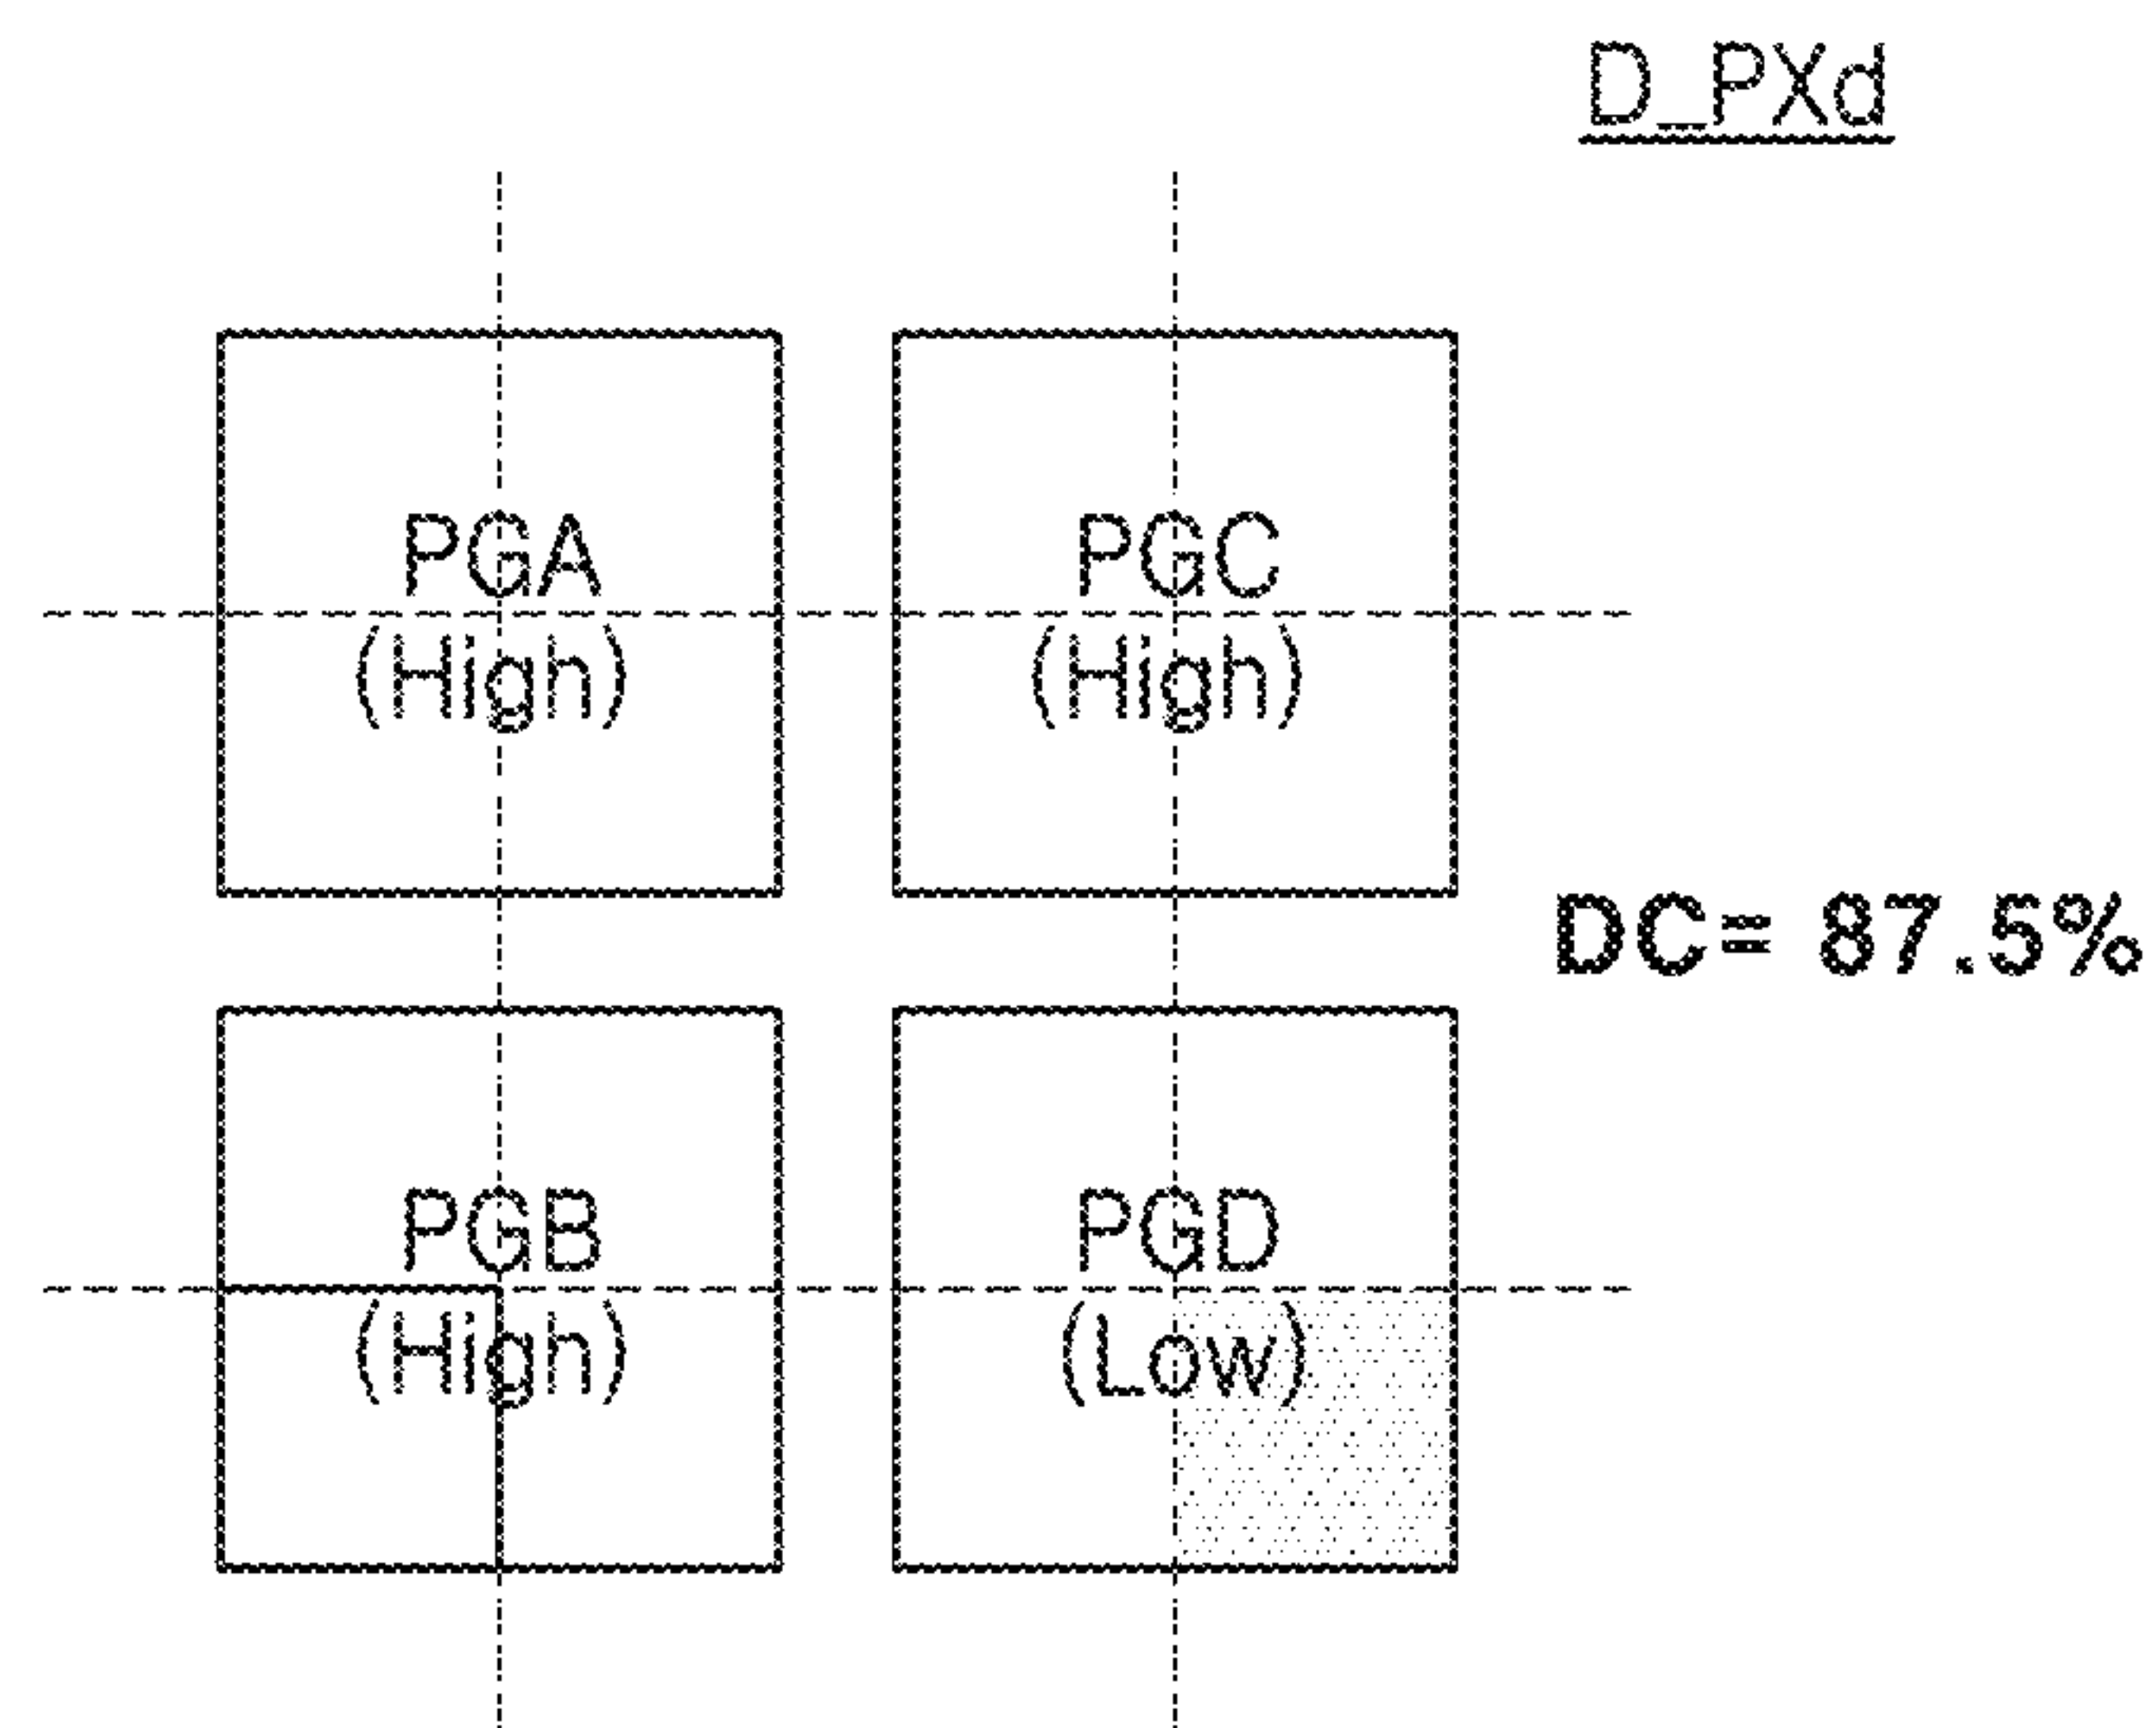 D_PXd
PGA
(High)
PGC
(High)
DC= 87.5%
PGB
(High)
PGD
(Low)